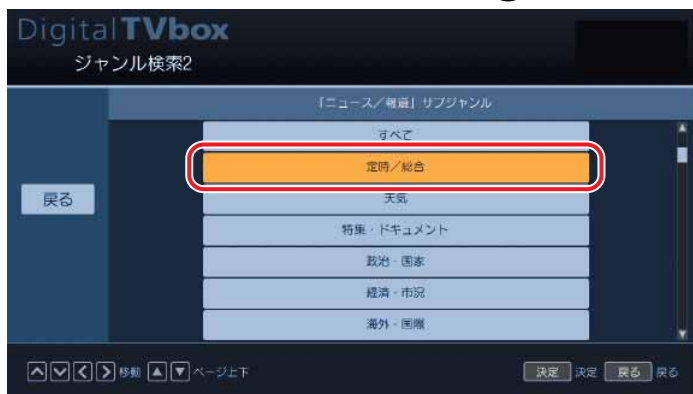 DigitalTVbox
ジャンル検索2
「ニュース/報道」サブジャンル
すべて
定時/総合
戻る
天気
特集・ドキュメント
政治・国家
経済・市況
海外・国際
移動 ページ上下 決定 決定 戻る 戻る